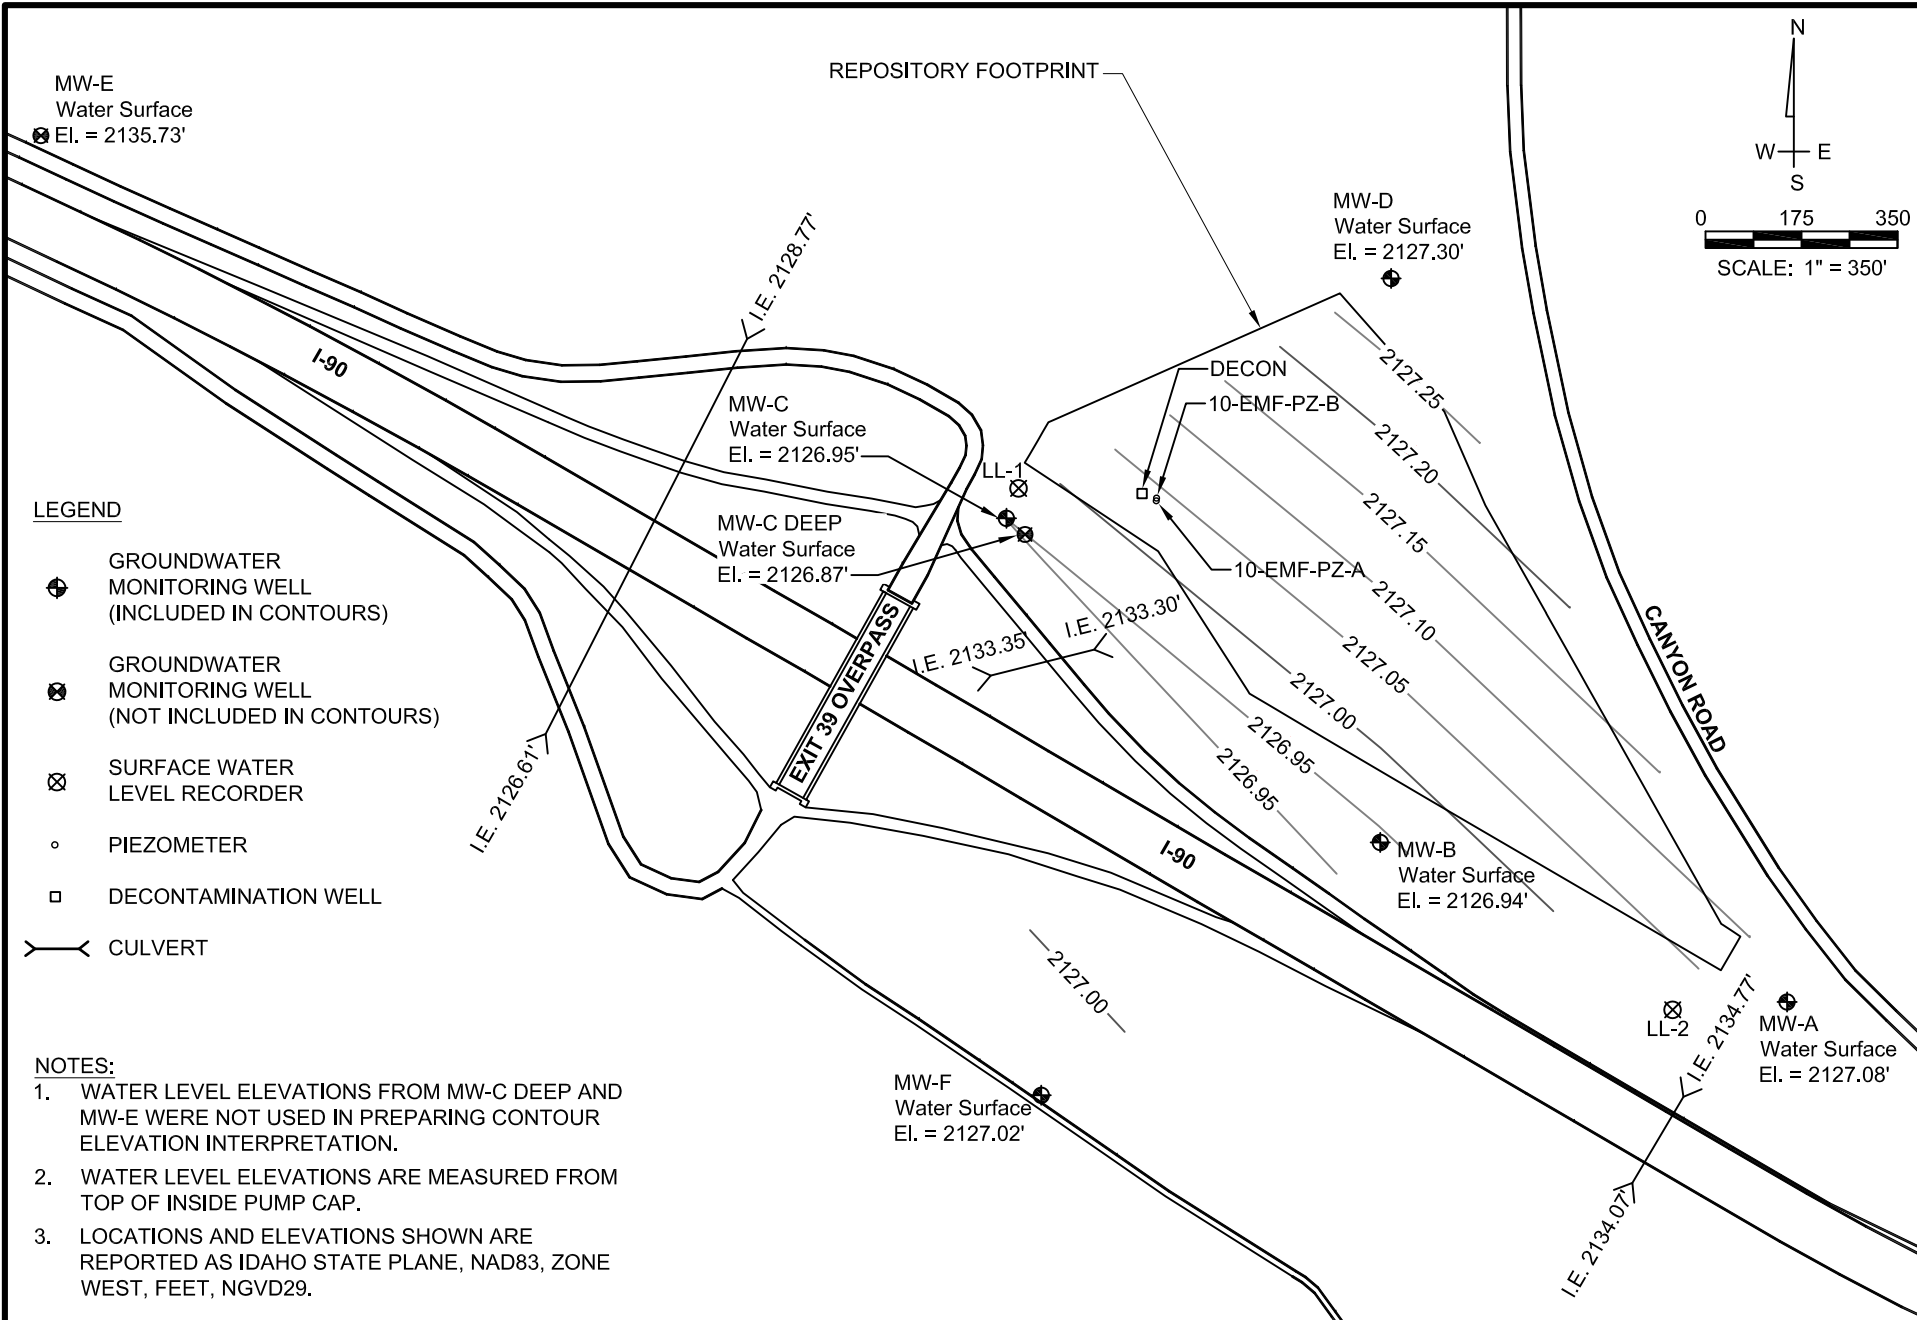 MW-E
Water Surface
El. = 2135.73'
REPOSITORY FOOTPRINT
N
W E
S
0 175 350
SCALE: 1" = 350'
MW-D
Water Surface
El. = 2127.30'
I.E. 2128.77'
I-90
DECON
10-EMF-PZ-B
MW-C
Water Surface
El. = 2126.95'
LL-1
MW-C DEEP
Water Surface
El. = 2126.87'
10-EMF-PZ-A
2127.25
2127.20
2127.15
2127.10
2127.05
2127.00
2126.95
2126.95
I.E. 2133.30'
I.E. 2133.35'
EXIT 39 OVERPASS
CANYON ROAD
I.E. 2126.61'
I-90
MW-B
Water Surface
El. = 2126.94'
2127.00
LL-2
I.E. 2134.77'
MW-A
Water Surface
El. = 2127.08'
MW-F
Water Surface
El. = 2127.02'
I.E. 2134.07'
LEGEND
GROUNDWATER
MONITORING WELL
(INCLUDED IN CONTOURS)
GROUNDWATER
MONITORING WELL
(NOT INCLUDED IN CONTOURS)
SURFACE WATER
LEVEL RECORDER
PIEZOMETER
DECONTAMINATION WELL
CULVERT
NOTES:
1. WATER LEVEL ELEVATIONS FROM MW-C DEEP AND
MW-E WERE NOT USED IN PREPARING CONTOUR
ELEVATION INTERPRETATION.
2. WATER LEVEL ELEVATIONS ARE MEASURED FROM
TOP OF INSIDE PUMP CAP.
3. LOCATIONS AND ELEVATIONS SHOWN ARE
REPORTED AS IDAHO STATE PLANE, NAD83, ZONE
WEST, FEET, NGVD29.